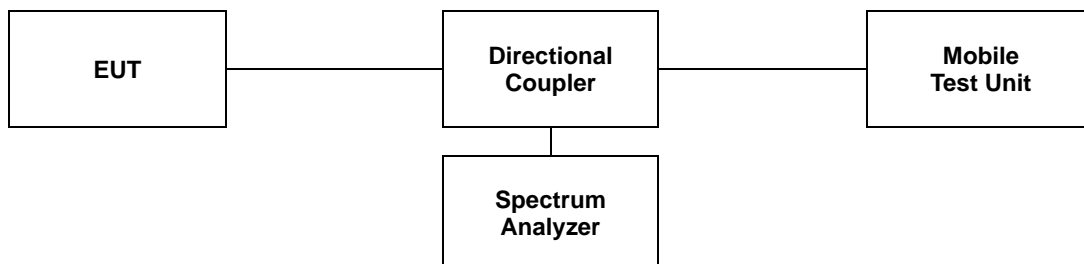 EUT
Directional
Coupler
Mobile
Test Unit
Spectrum
Analyzer